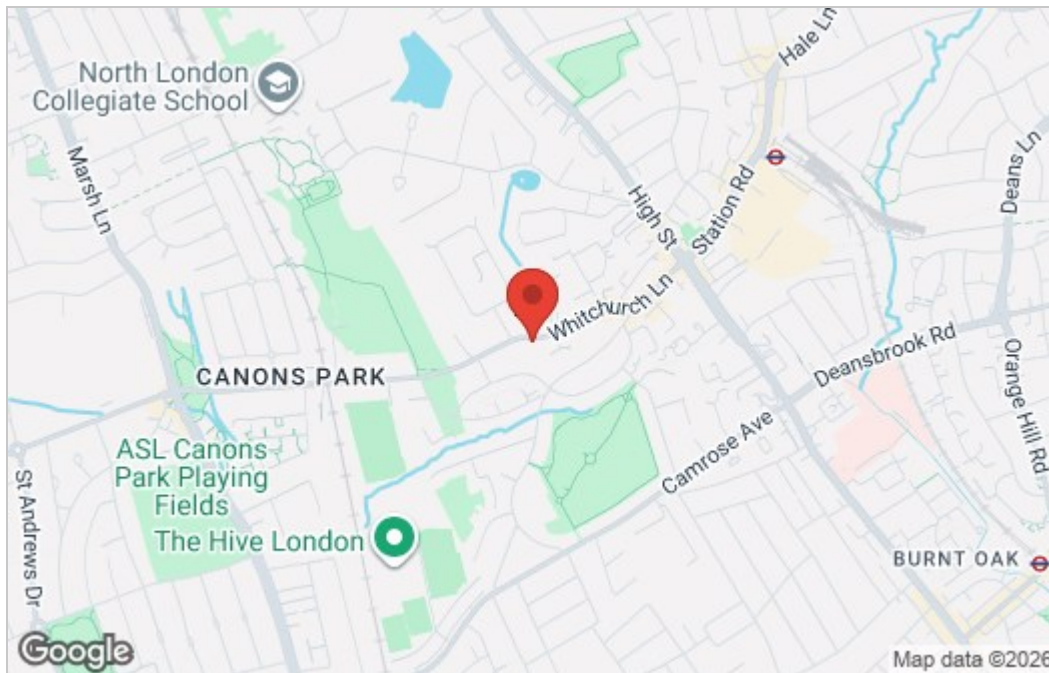 North London
Collegiate School
Hale Ln
Marsh Ln
Station Rd
High St
Deans Ln
Whitchurch Ln
Deansbrook Rd
CANONS PARK
Orange Hill Rd
Camrose Ave
ASL Canons
Park Playing
Fields
St Andrews Dr
The Hive London
BURNT OAK
Google
Map data ©2026